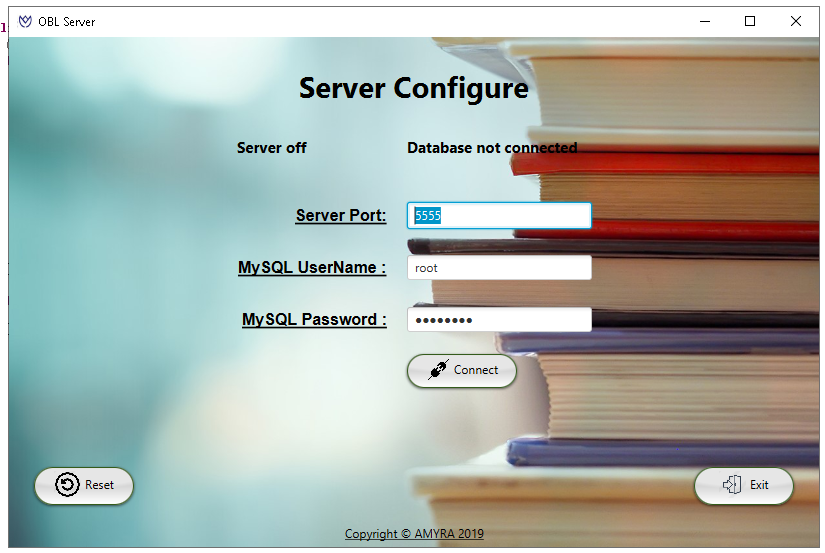 OBL Server
Server Configure
Server off Database not connected
Server Port: 5555
MySQL UserName : root
MySQL Password : ●●●●●●●●
Connect
Reset Exit
Copyright © AMYRA 2019